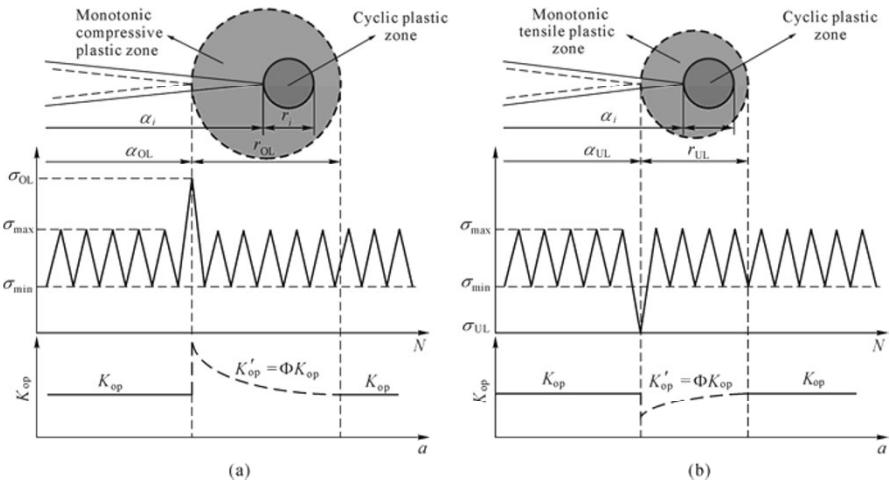 Monotonic
compressive
plastic zone
Cyclic plastic
zone
α_i
r_i
α_OL
r_OL
σ_OL
σ_max
σ_min
N
K_op
K_op
K'_op = ΦK_op
K_op
a
(a)
(b)
Monotonic
tensile plastic
zone
Cyclic plastic
zone
α_i
r_i
α_UL
r_UL
σ_max
σ_min
σ_UL
N
K_op
K_op
K'_op = ΦK_op
K_op
a
(b)